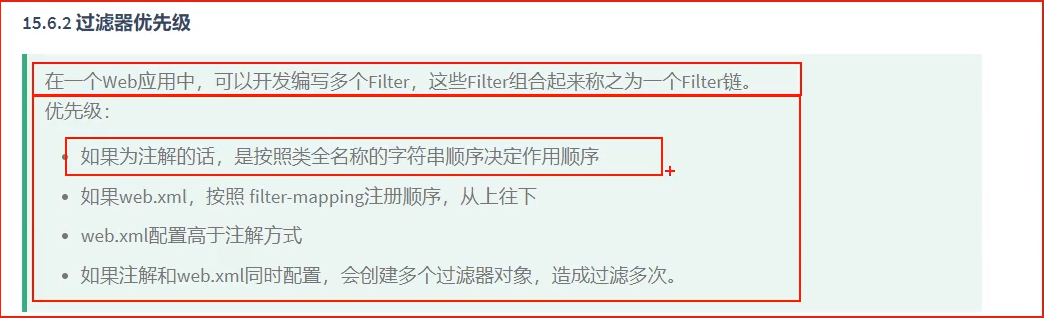 15.6.2 过滤器优先级
在一个Web应用中，可以开发编写多个Filter，这些Filter组合起来称之为一个Filter链。
优先级：
• 如果为注解的话，是按照类全名称的字符串顺序决定作用顺序
• 如果web.xml，按照 filter-mapping注册顺序，从上往下
• web.xml配置高于注解方式
• 如果注解和web.xml同时配置，会创建多个过滤器对象，造成过滤多次。